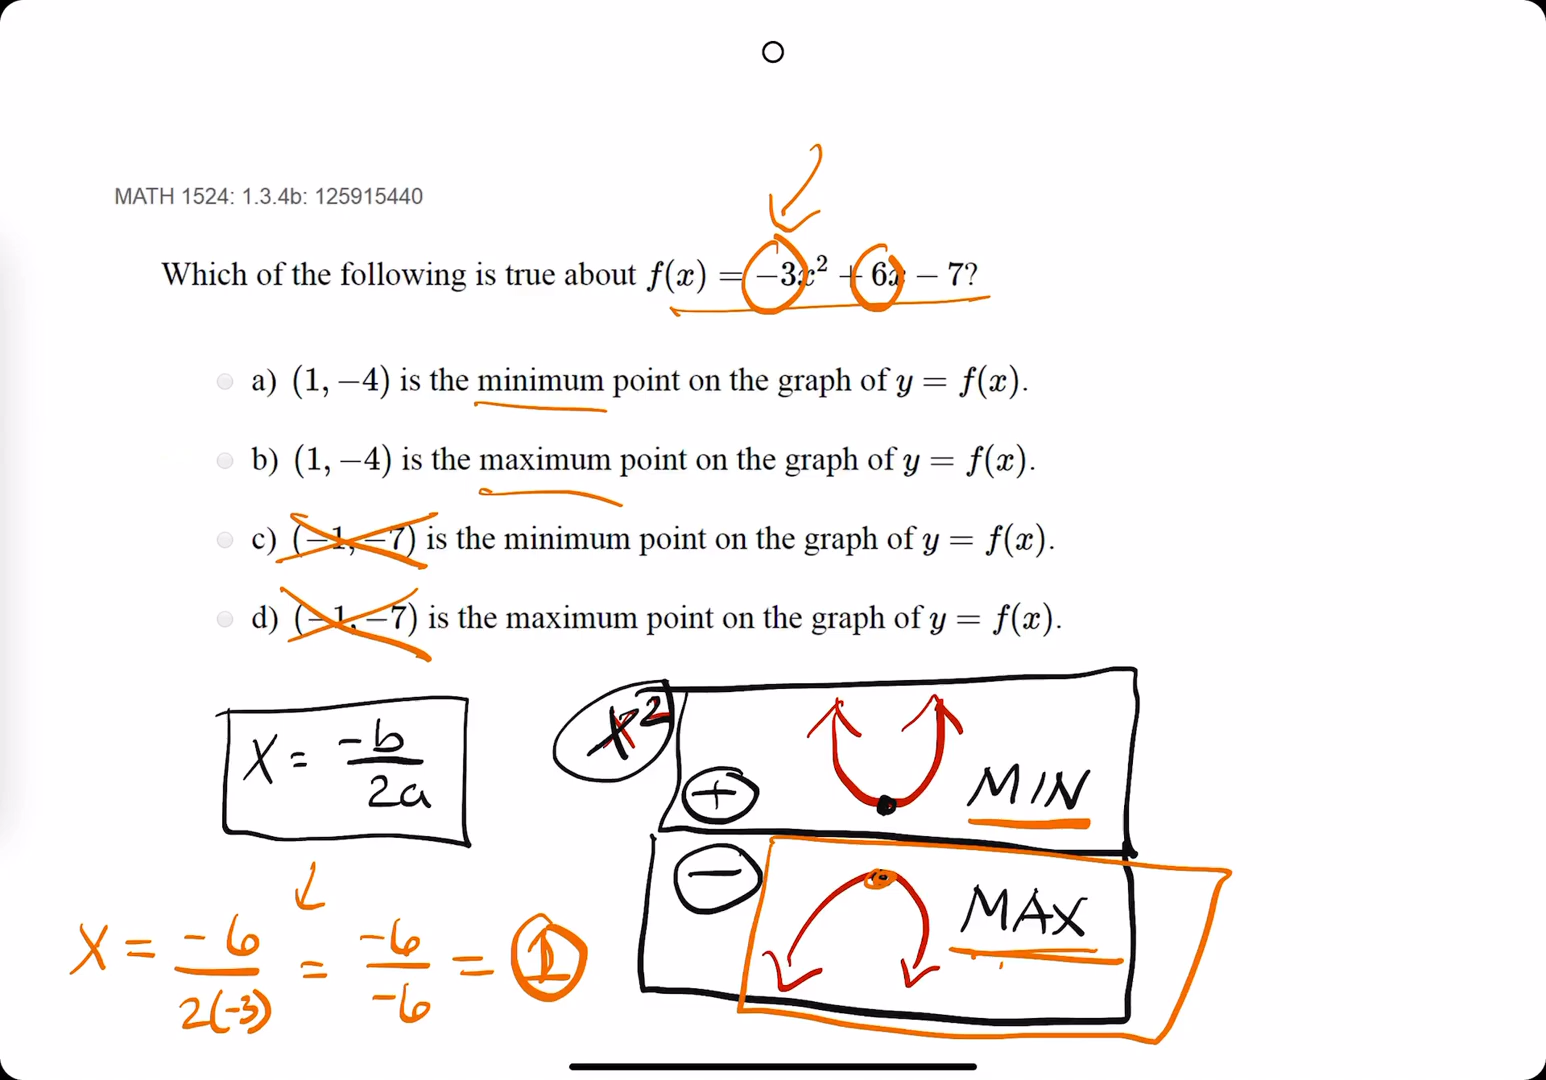 MATH 1524: 1.3.4b: 125915440
Which of the following is true about f(x) = −3x² + 6x − 7?
a) (1, −4) is the minimum point on the graph of y = f(x).
b) (1, −4) is the maximum point on the graph of y = f(x).
c) (−1, −7) is the minimum point on the graph of y = f(x).
d) (−1, −7) is the maximum point on the graph of y = f(x).
x²
X = -b/2a
+ MIN
− MAX
X = -6/2(-3) = -6/-6 = 1